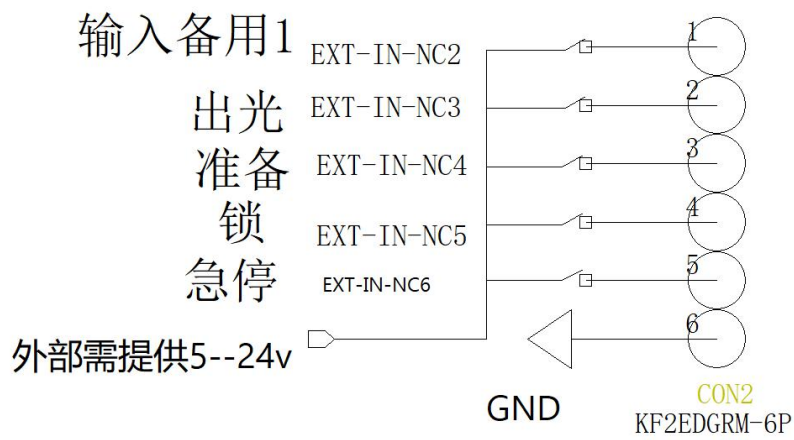 输入备用1 EXT-IN-NC2 1
出光 EXT-IN-NC3 2
准备 EXT-IN-NC4 3
锁 EXT-IN-NC5 4
急停 EXT-IN-NC6 5
外部需提供5--24v 6
GND
CON2
KF2EDGRM-6P